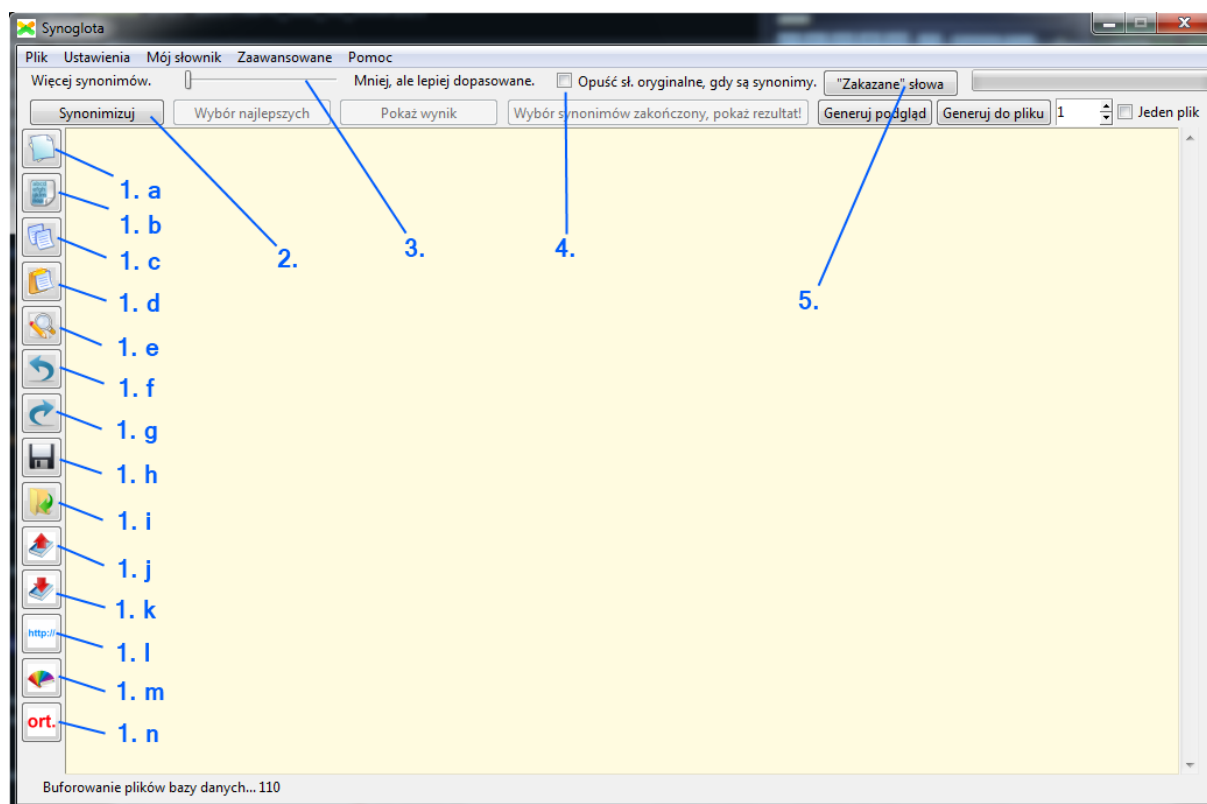 Synoglota
Plik Ustawienia Mój słownik Zaawansowane Pomoc
Więcej synonimów. Mniej, ale lepiej dopasowane. Opuść sł. oryginalne, gdy są synonimy. "Zakazane" słowa
Synonimizuj Wybór najlepszych Pokaż wynik Wybór synonimów zakończony, pokaż rezultat! Generuj podgląd Generuj do pliku 1 Jeden plik
1. a
1. b
1. c
2.
3.
4.
1. d
5.
1. e
1. f
1. g
1. h
1. i
1. j
1. k
http://
1. l
1. m
ort.
1. n
Buforowanie plików bazy danych... 110